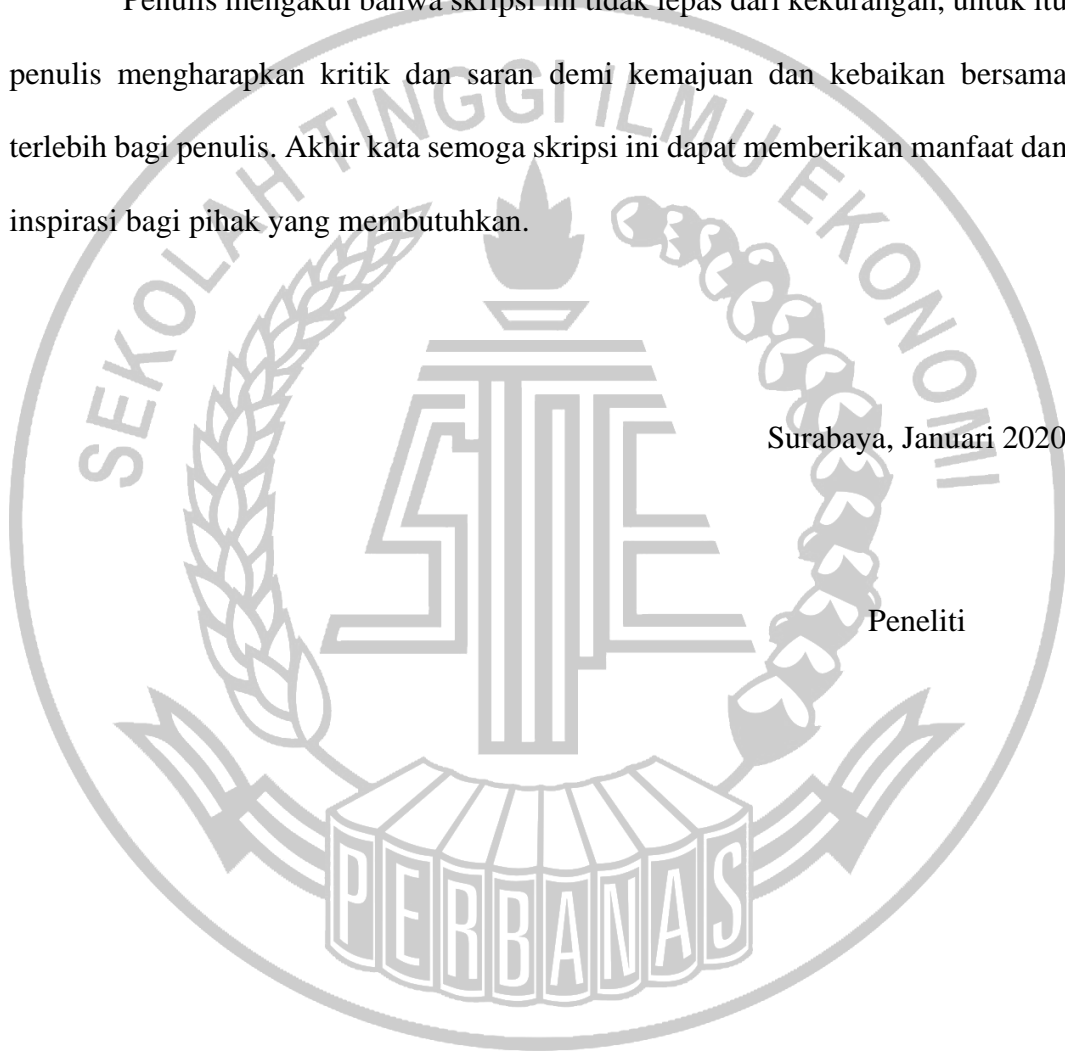 Penulis mengakui bahwa skripsi ini tidak lepas dari kekurangan, untuk itu
penulis mengharapkan kritik dan saran demi kemajuan dan kebaikan bersama
terlebih bagi penulis. Akhir kata semoga skripsi ini dapat memberikan manfaat dan
inspirasi bagi pihak yang membutuhkan.
SEKOLAH TINGGI ILMU EKONOMI
Surabaya, Januari 2020
Peneliti
PERBANAS